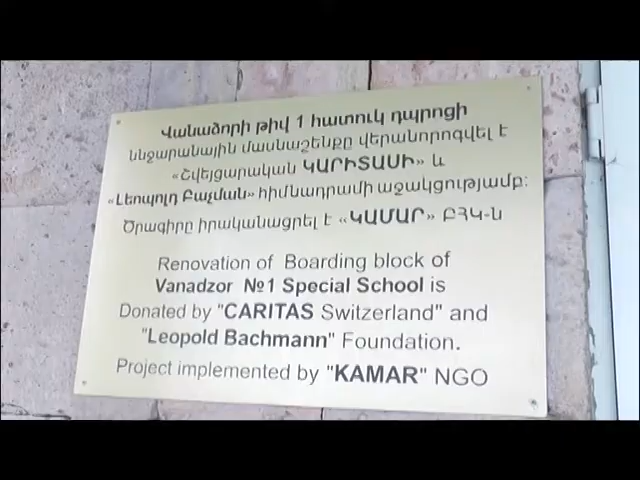 Վանաձորի թիվ 1 հատուկ դպրոցի
ննջարանային մասնաշենքը վերանորոգվել է
«Շվեյցարական ԿԱՐԻՏԱՍԻ» և
«Լեոպոլդ Բաշման» հիմնադրամի աջակցությամբ։
Ծրագիրը իրականացրել է «ԿԱՄԱՐ» ԲՀԿ-ն
Renovation of Boarding block of
Vanadzor №1 Special School is
Donated by "CARITAS Switzerland" and
"Leopold Bachmann" Foundation.
Project implemented by "KAMAR" NGO